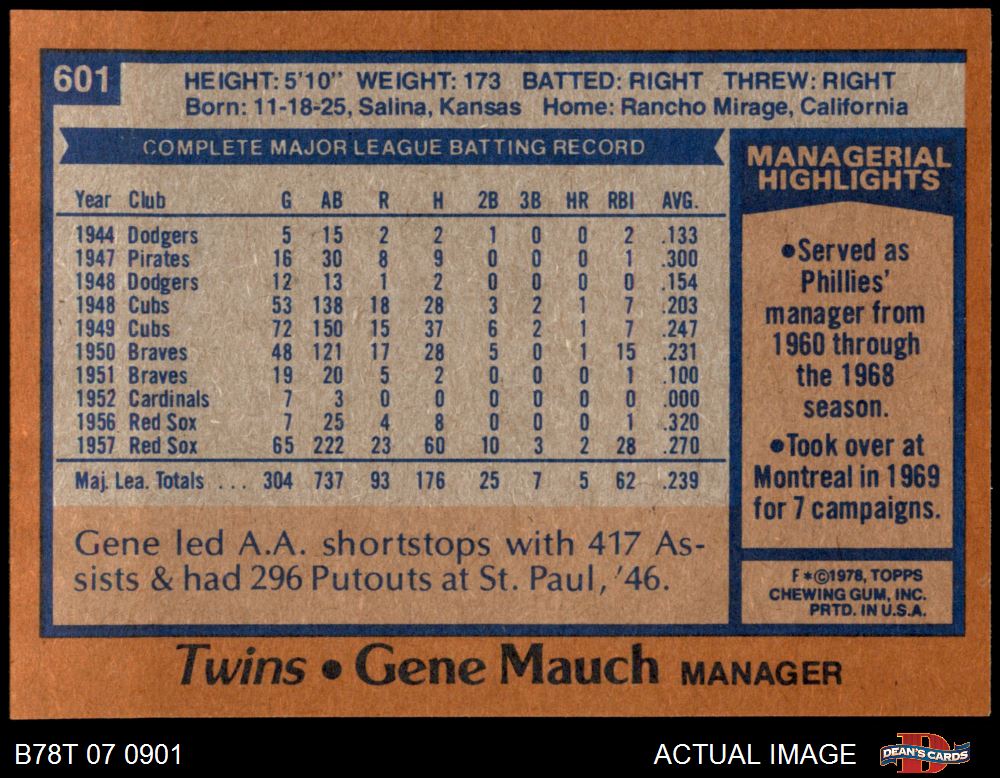 601
HEIGHT: 5'10" WEIGHT: 173 BATTED: RIGHT THREW: RIGHT
Born: 11-18-25, Salina, Kansas Home: Rancho Mirage, California
COMPLETE MAJOR LEAGUE BATTING RECORD
Year Club G AB R H 2B 3B HR RBI AVG.
1944 Dodgers 5 15 2 2 1 0 0 2 .133
1947 Pirates 16 30 8 9 0 0 0 1 .300
1948 Dodgers 12 13 1 2 0 0 0 0 .154
1948 Cubs 53 138 18 28 3 2 1 7 .203
1949 Cubs 72 150 15 37 6 2 1 7 .247
1950 Braves 48 121 17 28 5 0 1 15 .231
1951 Braves 19 20 5 2 0 0 0 1 .100
1952 Cardinals 7 3 0 0 0 0 0 0 .000
1956 Red Sox 7 25 4 8 0 0 0 1 .320
1957 Red Sox 65 222 23 60 10 3 2 28 .270
Maj. Lea. Totals ... 304 737 93 176 25 7 5 62 .239
Gene led A.A. shortstops with 417 As-
sists & had 296 Putouts at St. Paul, '46.
MANAGERIAL
HIGHLIGHTS
•Served as
Phillies'
manager from
1960 through
the 1968
season.
•Took over at
Montreal in 1969
for 7 campaigns.
F*©1978, TOPPS
CHEWING GUM, INC.
PRTD. IN U.S.A.
Twins • Gene Mauch MANAGER
B78T 07 0901
ACTUAL IMAGE
D
DEAN'S CARDS